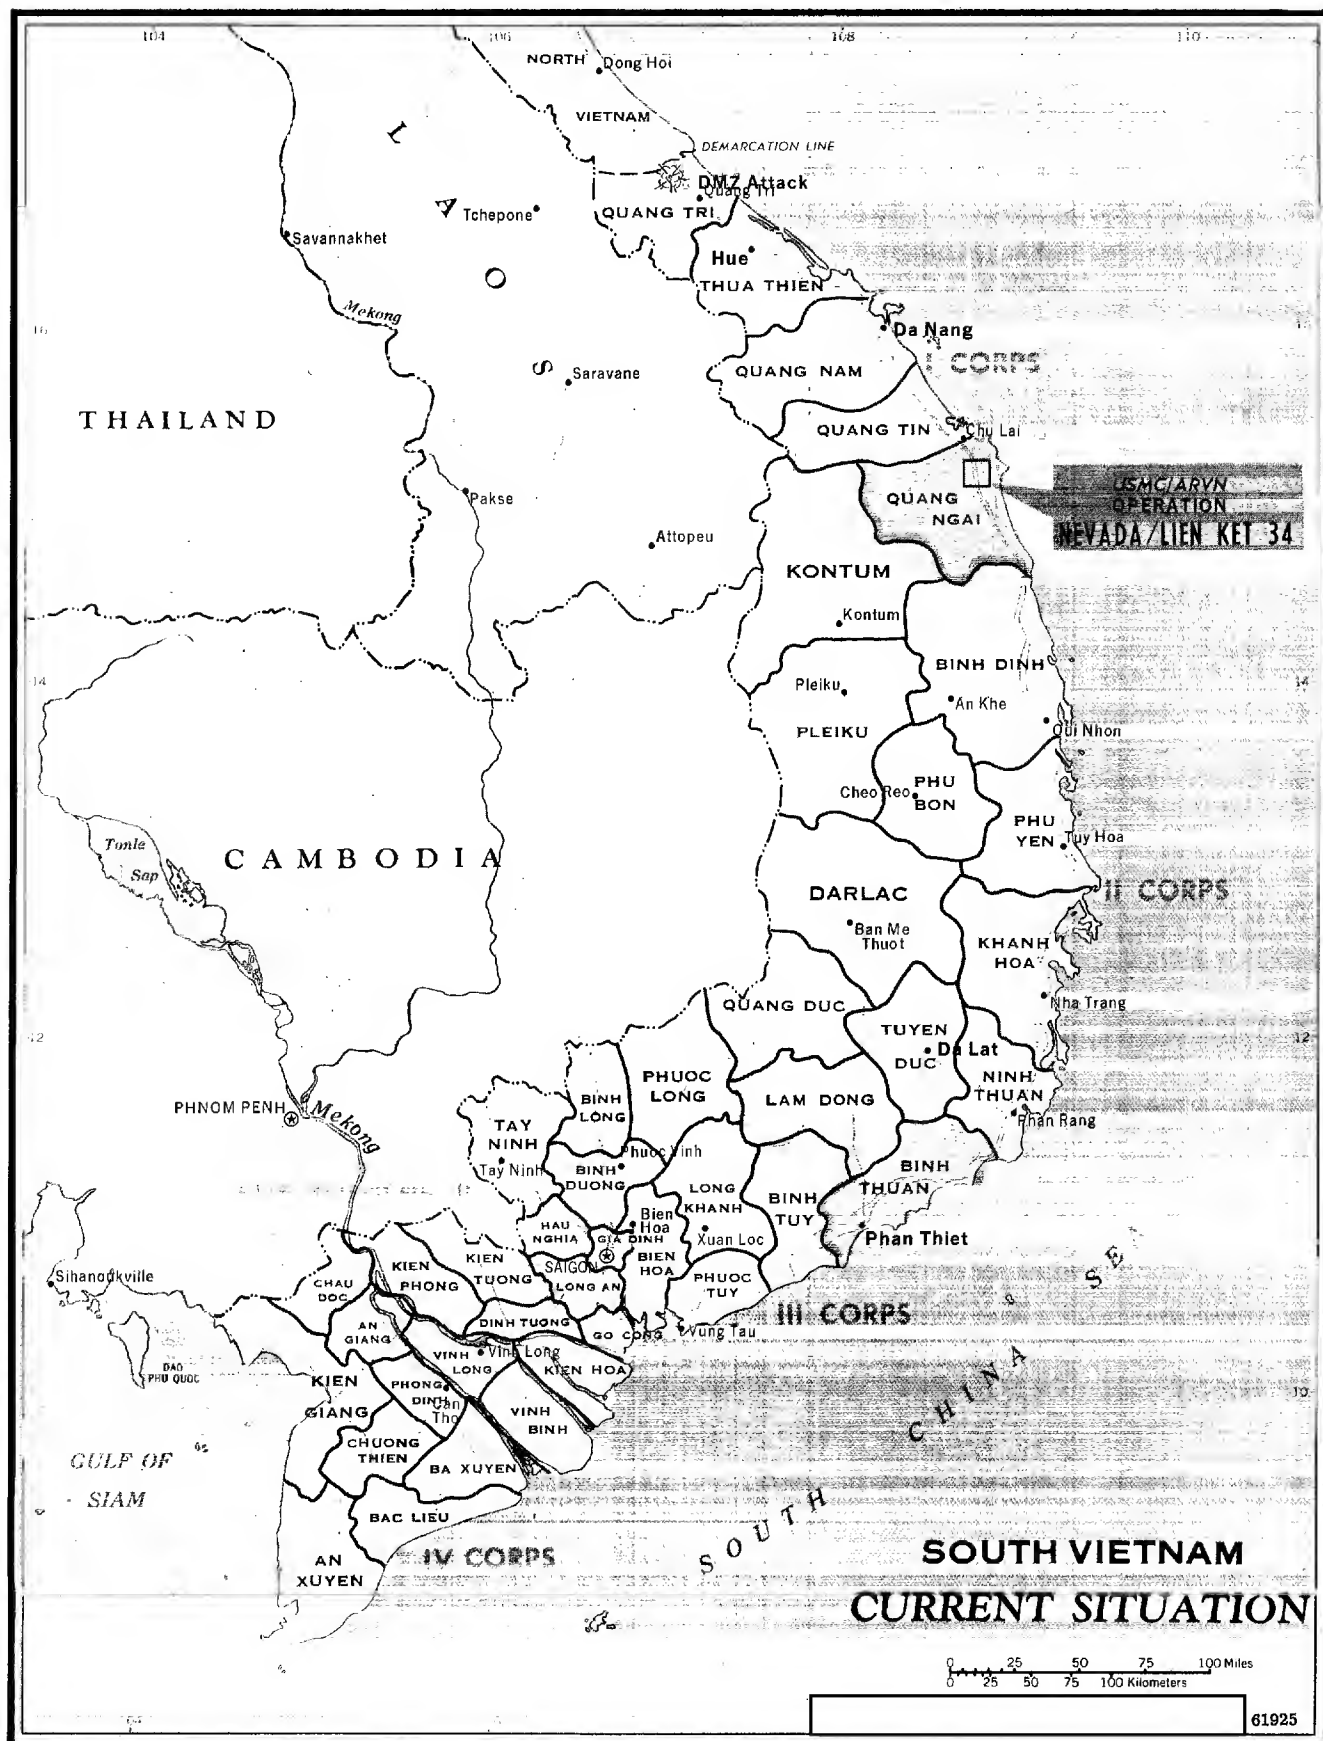 104 106 108 110
NORTH
Dong Hoi
VIETNAM
DEMARCATION LINE
DMZ Attack
Quang Tri
QUANG TRI
L A O S
Tchepone
Savannakhet
Hue
THUA THIEN
Mekong
16
Da Nang
I CORPS
Saravane
QUANG NAM
THAILAND
QUANG TIN
Chu Lai
USMC/ARVN
OPERATION
NEVADA/LIEN KET 34
Pakse
QUANG
NGAI
Attopeu
KONTUM
Kontum
BINH DINH
14
14
Pleiku
An Khe
Qui Nhon
PLEIKU
Cheo Reo
PHU
BON
PHU
YEN
Tuy Hoa
Tonle
Sap
CAMBODIA
DARLAC
II CORPS
Ban Me
Thuot
KHANH
HOA
Nha Trang
QUANG DUC
TUYEN
DUC
Da Lat
12
12
PHUOC
LONG
NINH
THUAN
Phan Rang
LAM DONG
BINH
LONG
PHNOM PENH
Mekong
TAY
NINH
Tay Ninh
Phuoc Vinh
BINH
DUONG
BINH
THUAN
LONG
KHANH
Xuan Loc
BINH
TUY
Phan Thiet
HAU
NGHIA
Bien
Hoa
GIA DINH
BIEN
HOA
SAIGON
KIEN
PHONG
KIEN
TUONG
LONG AN
PHUOC
TUY
Sihanoukville
CHAU
DOC
III CORPS
AN
GIANG
DINH TUONG
GO CONG
Vung Tau
VINH
LONG
Vinh Long
KIEN HOA
DAO
PHU QUOC
KIEN
GIANG
PHONG
DINH
Can
Tho
VINH
BINH
10
CHUONG
THIEN
BA XUYEN
GULF OF
SIAM
BAC LIEU
AN
XUYEN
IV CORPS
SOUTH CHINA SEA
SOUTH VIETNAM
CURRENT SITUATION
0 25 50 75 100 Miles
0 25 50 75 100 Kilometers
61925